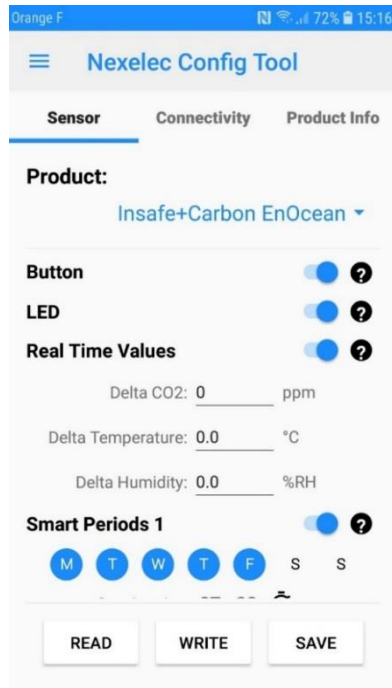 Orange F 72% 15:16
Nexelec Config Tool
Sensor Connectivity Product Info
Product:
Insafe+Carbon EnOcean
Button ?
LED ?
Real Time Values ?
Delta CO2: 0 ppm
Delta Temperature: 0.0 °C
Delta Humidity: 0.0 %RH
Smart Periods 1 ?
M T W T F S S
READ WRITE SAVE